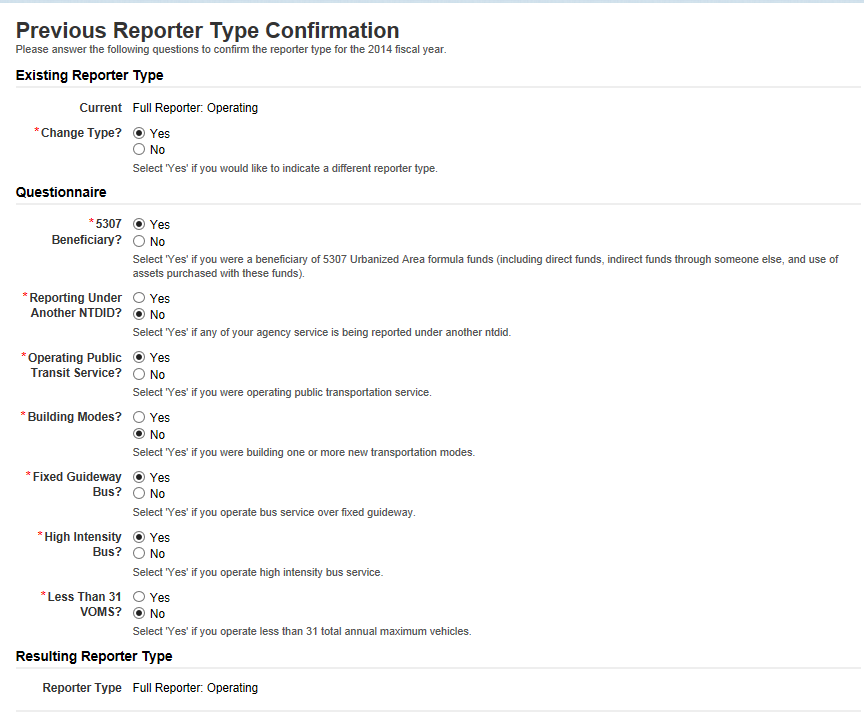 Previous Reporter Type Confirmation
Please answer the following questions to confirm the reporter type for the 2014 fiscal year.
Existing Reporter Type
Current Full Reporter: Operating
*Change Type? Yes
No
Select 'Yes' if you would like to indicate a different reporter type.
Questionnaire
*5307 Yes
Beneficiary? No
Select 'Yes' if you were a beneficiary of 5307 Urbanized Area formula funds (including direct funds, indirect funds through someone else, and use of
assets purchased with these funds).
*Reporting Under Yes
Another NTDID? No
Select 'Yes' if any of your agency service is being reported under another ntdid.
*Operating Public Yes
Transit Service? No
Select 'Yes' if you were operating public transportation service.
*Building Modes? Yes
No
Select 'Yes' if you were building one or more new transportation modes.
*Fixed Guideway Yes
Bus? No
Select 'Yes' if you operate bus service over fixed guideway.
*High Intensity Yes
Bus? No
Select 'Yes' if you operate high intensity bus service.
*Less Than 31 Yes
VOMS? No
Select 'Yes' if you operate less than 31 total annual maximum vehicles.
Resulting Reporter Type
Reporter Type Full Reporter: Operating